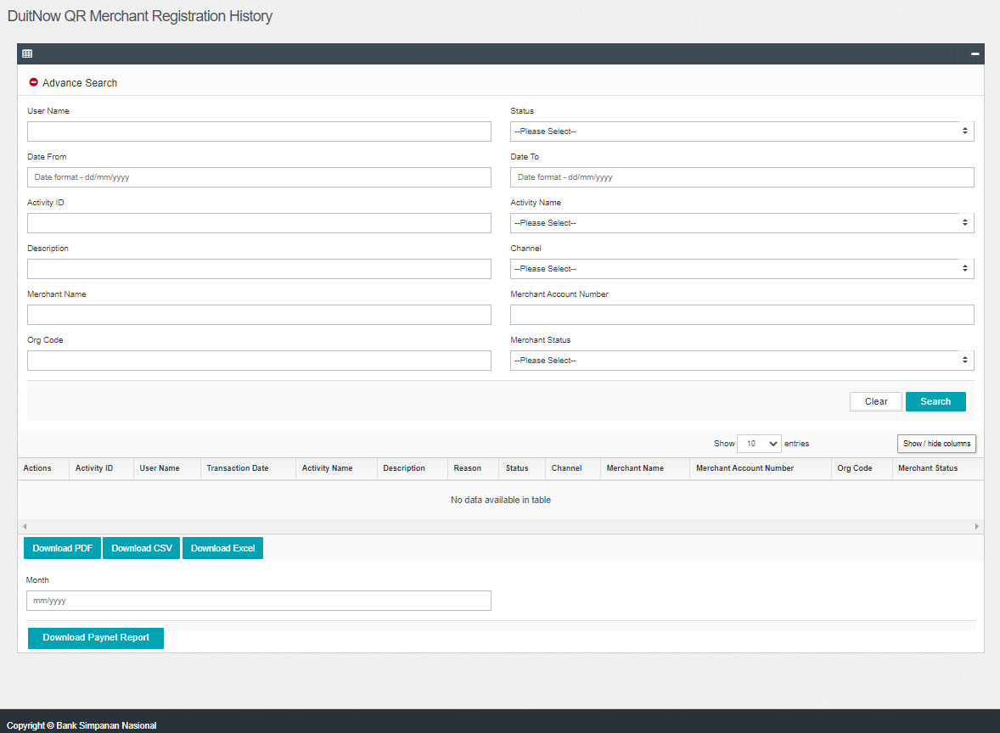 DuitNow QR Merchant Registration History
Advance Search
User Name
Status
--Please Select--
Date From
Date To
Date format - dd/mm/yyyy
Date format - dd/mm/yyyy
Activity ID
Activity Name
--Please Select--
Description
Channel
--Please Select--
Merchant Name
Merchant Account Number
Org Code
Merchant Status
--Please Select--
Clear
Search
Show 10 entries
Show / hide columns
Actions Activity ID User Name Transaction Date Activity Name Description Reason Status Channel Merchant Name Merchant Account Number Org Code Merchant Status
No data available in table
Download PDF
Download CSV
Download Excel
Month
mm/yyyy
Download Paynet Report
Copyright © Bank Simpanan Nasional